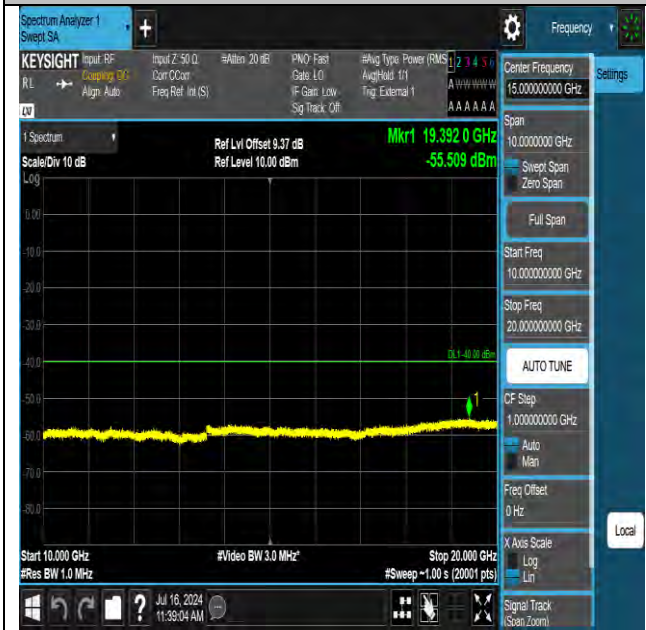 Spectrum Analyzer 1
Swept SA
Frequency
KEYSIGHT Input: RF
Coupling: DC
Align: Auto
RL
Input Z: 50 Ω
Corr CCorr
Freq Ref: Int (S)
#Atten: 20 dB
PNO: Fast
Gate: LO
IF Gain: Low
Sig Track: Off
#Avg Type: Power (RMS
Avg|Hold: 1/1
Trig: External 1
1 2 3 4 5 6
A W W W W W
A A A A A A
Settings
1 Spectrum
Scale/Div 10 dB
Log
Ref Lvl Offset 9.37 dB
Ref Level 10.00 dBm
Mkr1 19.392 0 GHz
-55.509 dBm
0.00
-10.0
-20.0
-30.0
-40.0
-50.0
-60.0
-70.0
-80.0
DL1 -40.00 dBm
1
Start 10.000 GHz
#Res BW 1.0 MHz
#Video BW 3.0 MHz*
Stop 20.000 GHz
#Sweep ~1.00 s (20001 pts)
Center Frequency
15.00000000 GHz
Span
10.0000000 GHz
Swept Span
Zero Span
Full Span
Start Freq
10.000000000 GHz
Stop Freq
20.000000000 GHz
AUTO TUNE
CF Step
1.000000000 GHz
Auto
Man
Freq Offset
0 Hz
X Axis Scale
Log
Lin
Signal Track
(Span Zoom)
Local
?
Jul 16, 2024
11:39:04 AM